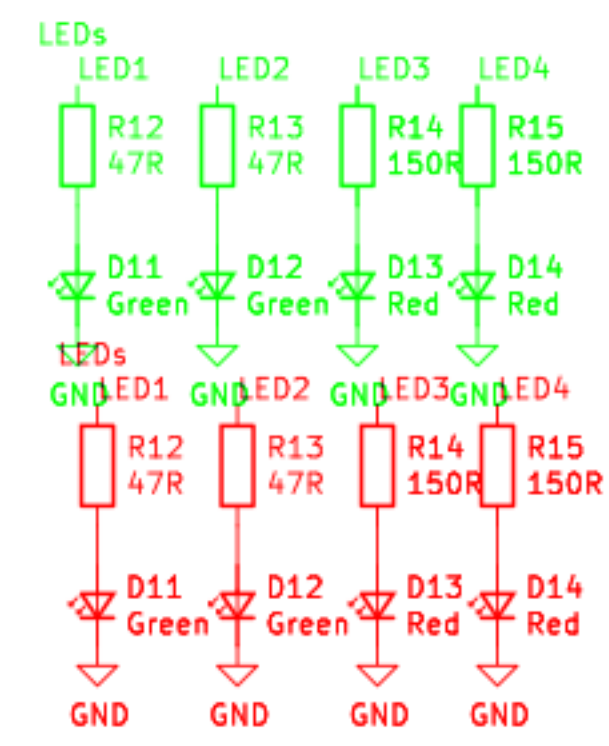 LEDs
LED1 LED2 LED3 LED4
R12 R13 R14 R15
47R 47R 150R 150R
D11 D12 D13 D14
Green Green Red Red
LEDs
GND GND GND GND
LED1 LED2 LED3 LED4
R12 R13 R14 R15
47R 47R 150R 150R
D11 D12 D13 D14
Green Green Red Red
GND GND GND GND